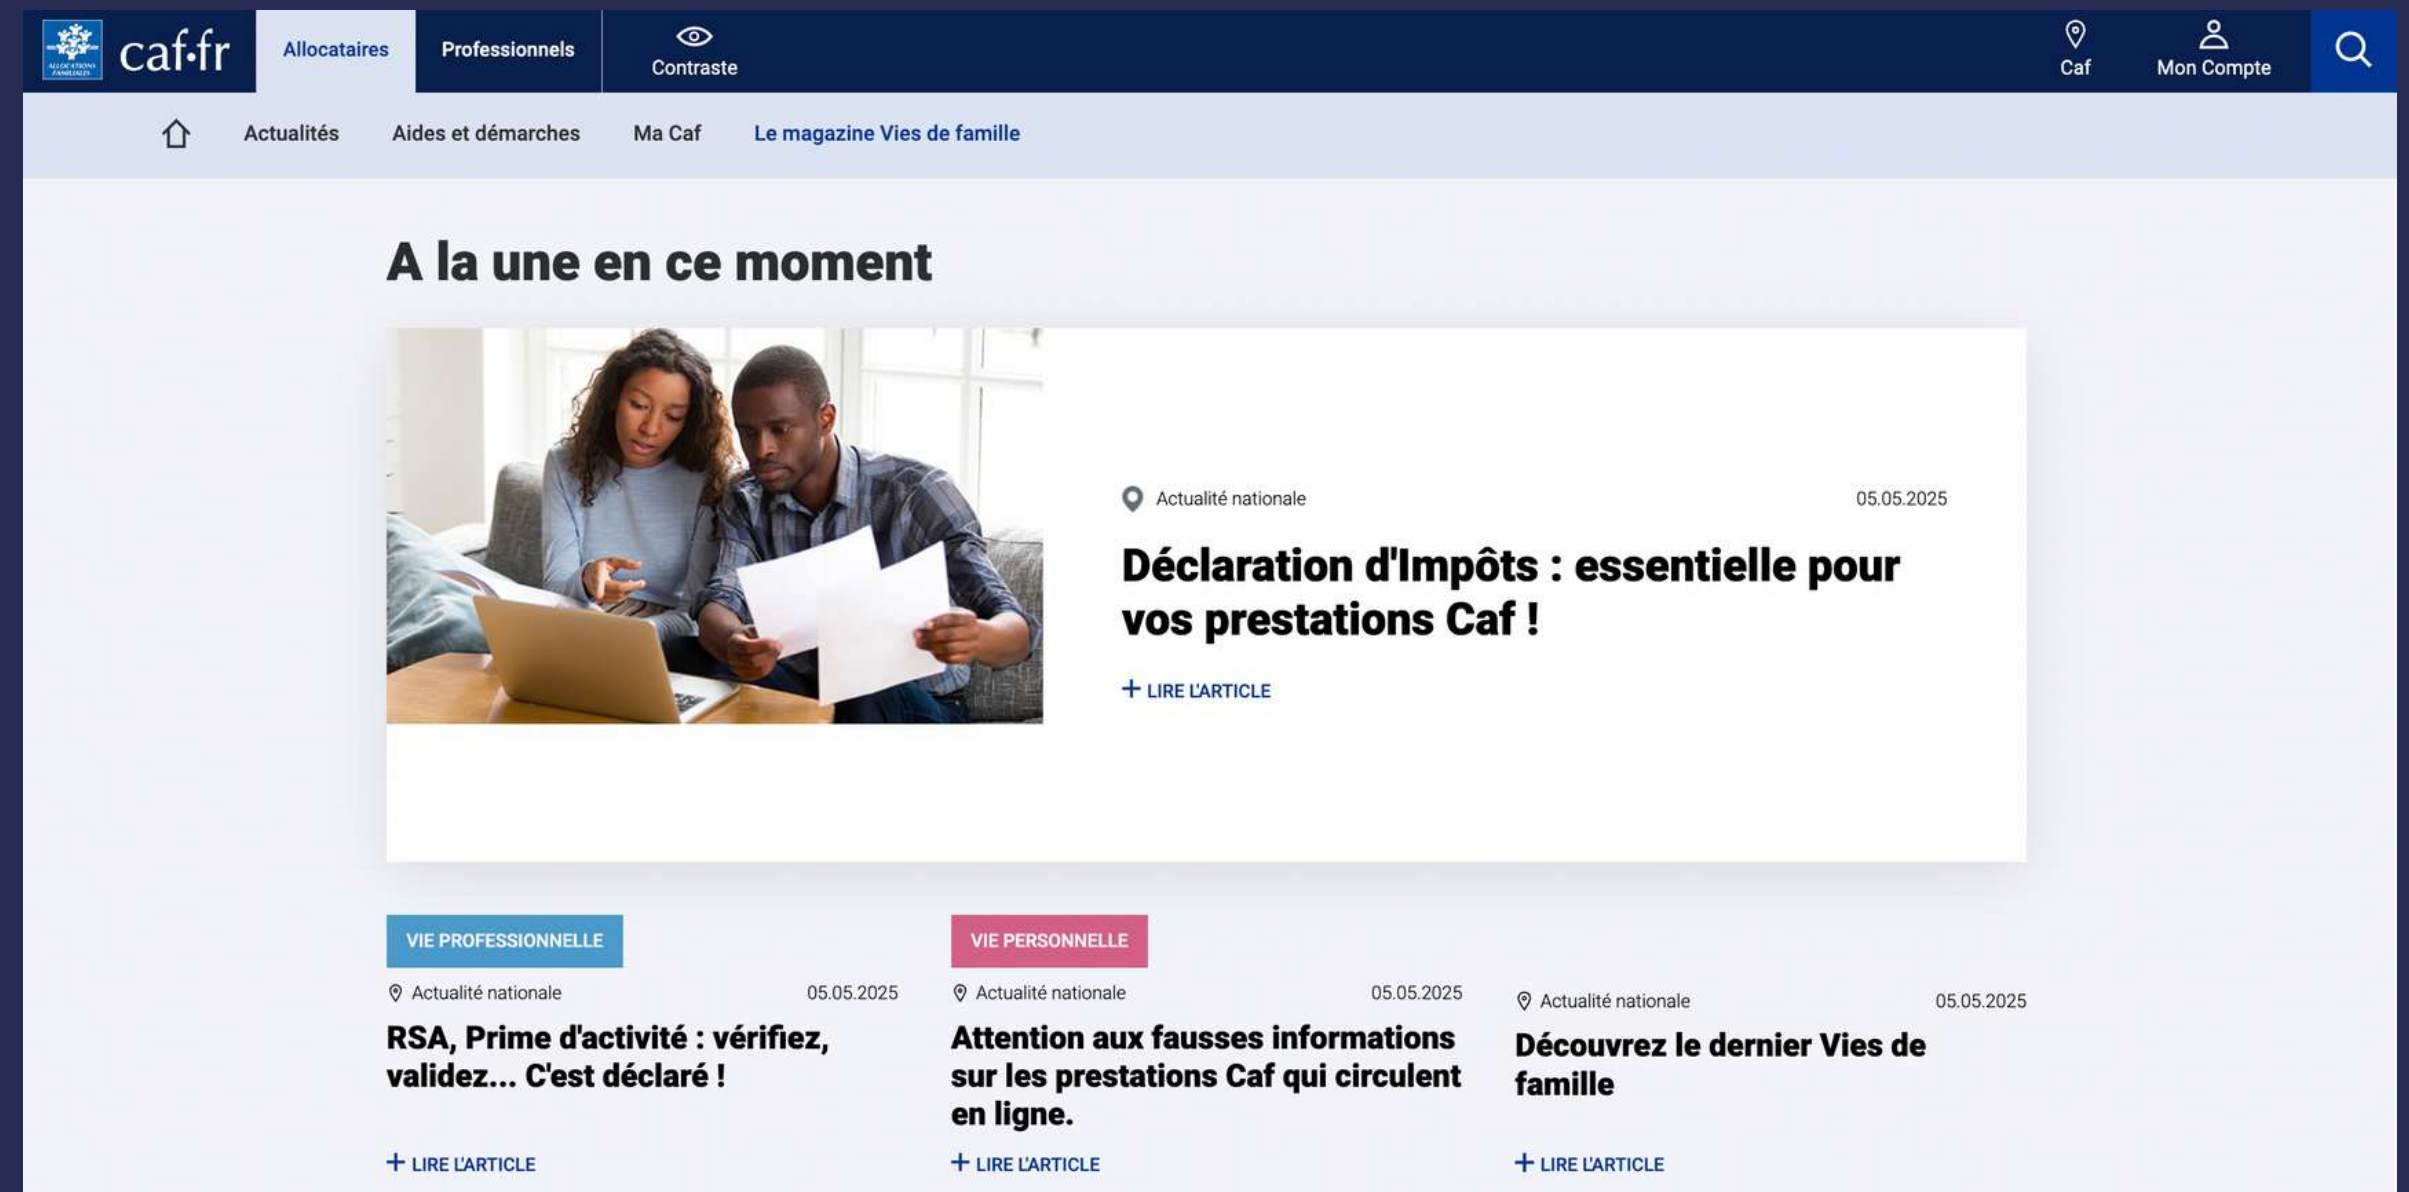 ALLOCATIONS
FAMILIALES
caf.fr
Allocataires
Professionnels
Contraste
Caf
Mon Compte
Actualités
Aides et démarches
Ma Caf
Le magazine Vies de famille
A la une en ce moment
Actualité nationale
05.05.2025
Déclaration d'Impôts : essentielle pour
vos prestations Caf !
+ LIRE L'ARTICLE
VIE PROFESSIONNELLE
Actualité nationale
05.05.2025
RSA, Prime d'activité : vérifiez,
validez... C'est déclaré !
+ LIRE L'ARTICLE
VIE PERSONNELLE
Actualité nationale
05.05.2025
Attention aux fausses informations
sur les prestations Caf qui circulent
en ligne.
+ LIRE L'ARTICLE
Actualité nationale
05.05.2025
Découvrez le dernier Vies de
famille
+ LIRE L'ARTICLE